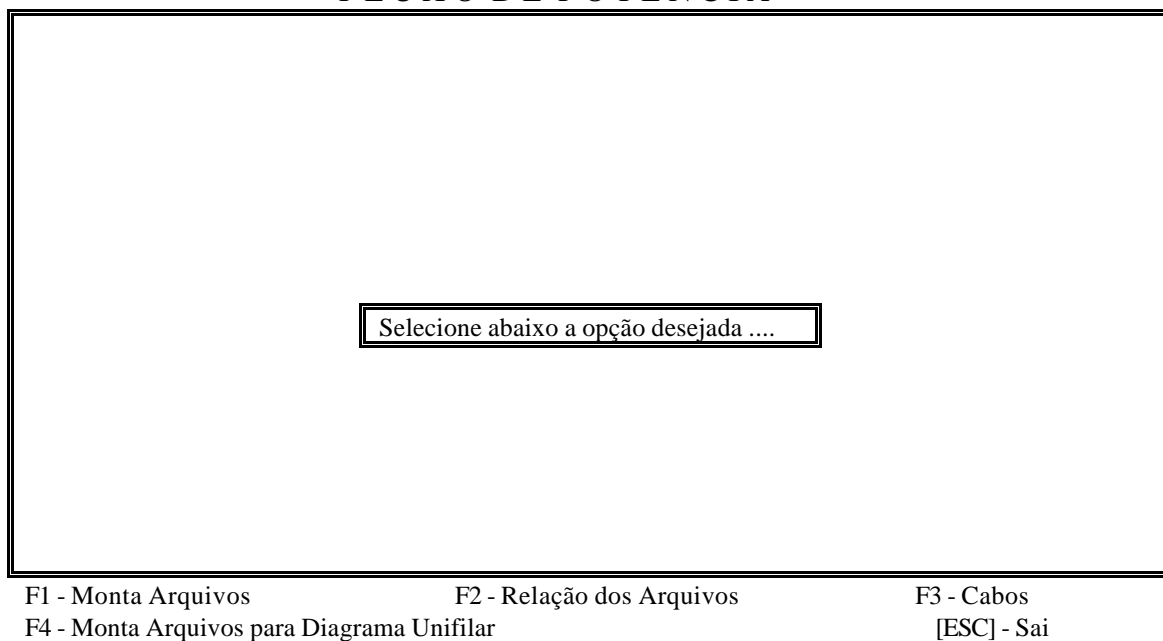 Selecione abaixo a opção desejada ....
F1 - Monta Arquivos F2 - Relação dos Arquivos F3 - Cabos
F4 - Monta Arquivos para Diagrama Unifilar [ESC] - Sai